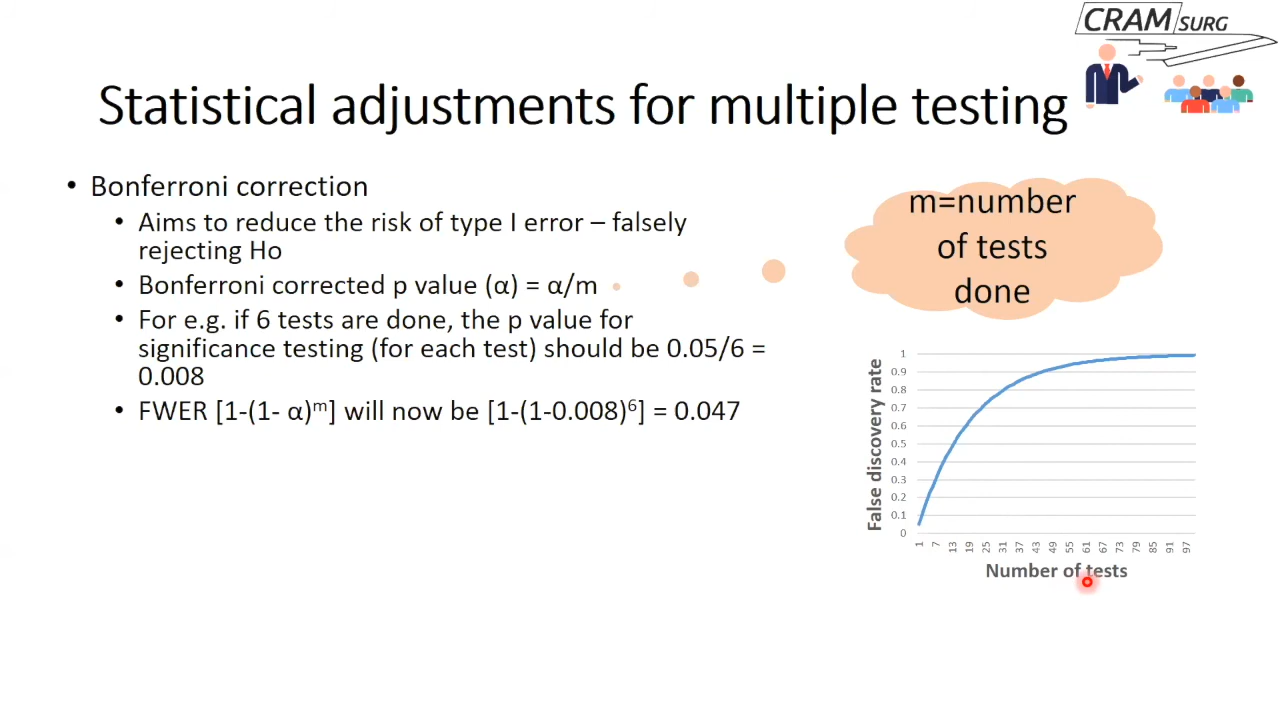 CRAM SURG
Statistical adjustments for multiple testing
• Bonferroni correction
• Aims to reduce the risk of type I error – falsely
rejecting Ho
• Bonferroni corrected p value (α) = α/m
• For e.g. if 6 tests are done, the p value for
significance testing (for each test) should be 0.05/6 =
0.008
• FWER [1-(1- α)ᵐ] will now be [1-(1-0.008)⁶] = 0.047
m=number
of tests
done
False discovery rate
1
0.9
0.8
0.7
0.6
0.5
0.4
0.3
0.2
0.1
0
1 7 13 19 25 31 37 43 49 55 61 67 73 79 85 91 97
Number of tests